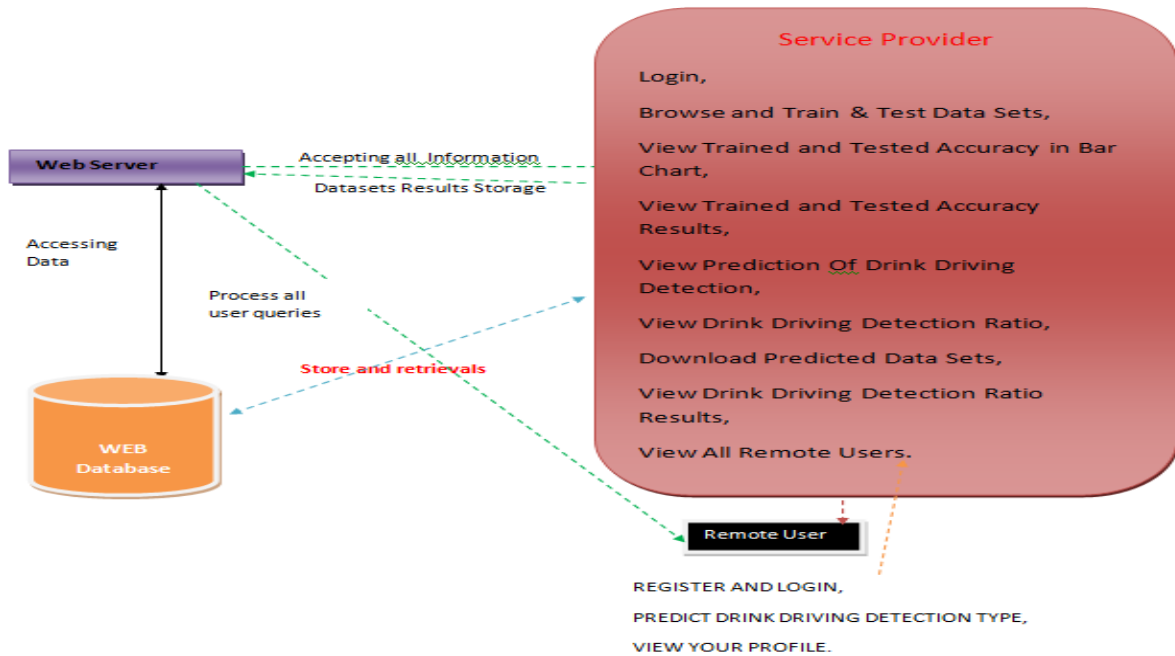 Service Provider
Login,
Browse and Train & Test Data Sets,
View Trained and Tested Accuracy in Bar
Chart,
View Trained and Tested Accuracy
Results,
View Prediction Of Drink Driving
Detection,
View Drink Driving Detection Ratio,
Download Predicted Data Sets,
View Drink Driving Detection Ratio
Results,
View All Remote Users.
Web Server
Accepting all Information
Datasets Results Storage
Accessing
Data
Process all
user queries
Store and retrievals
WEB
Database
Remote User
REGISTER AND LOGIN,
PREDICT DRINK DRIVING DETECTION TYPE,
VIEW YOUR PROFILE.